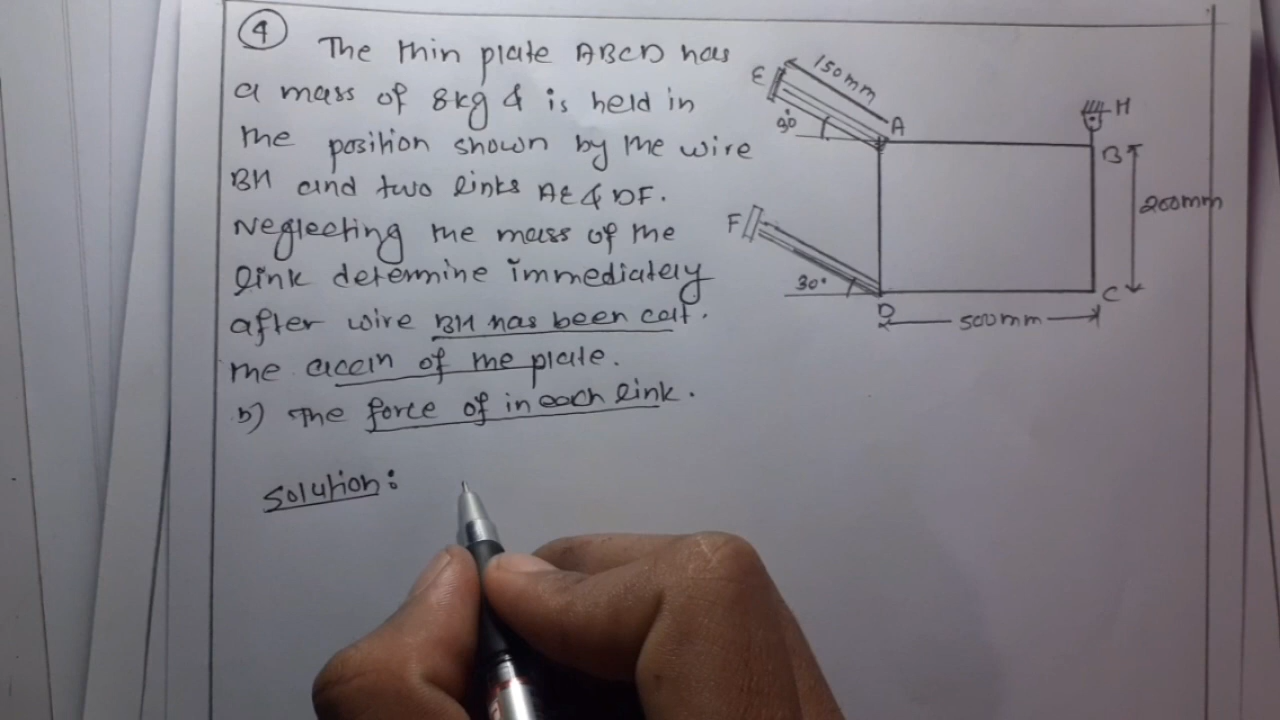 4
The thin plate ABCD has
a mass of 8kg & is held in
the position shown by the wire
BH and two links AE & DF.
Neglecting the mass of the
link determine immediately
after wire BH has been cut.
the accln of the plate.
b) The force of in each link.
Solution:
E
150mm
30°
A
H
B
200mm
F
30°
D
C
500mm